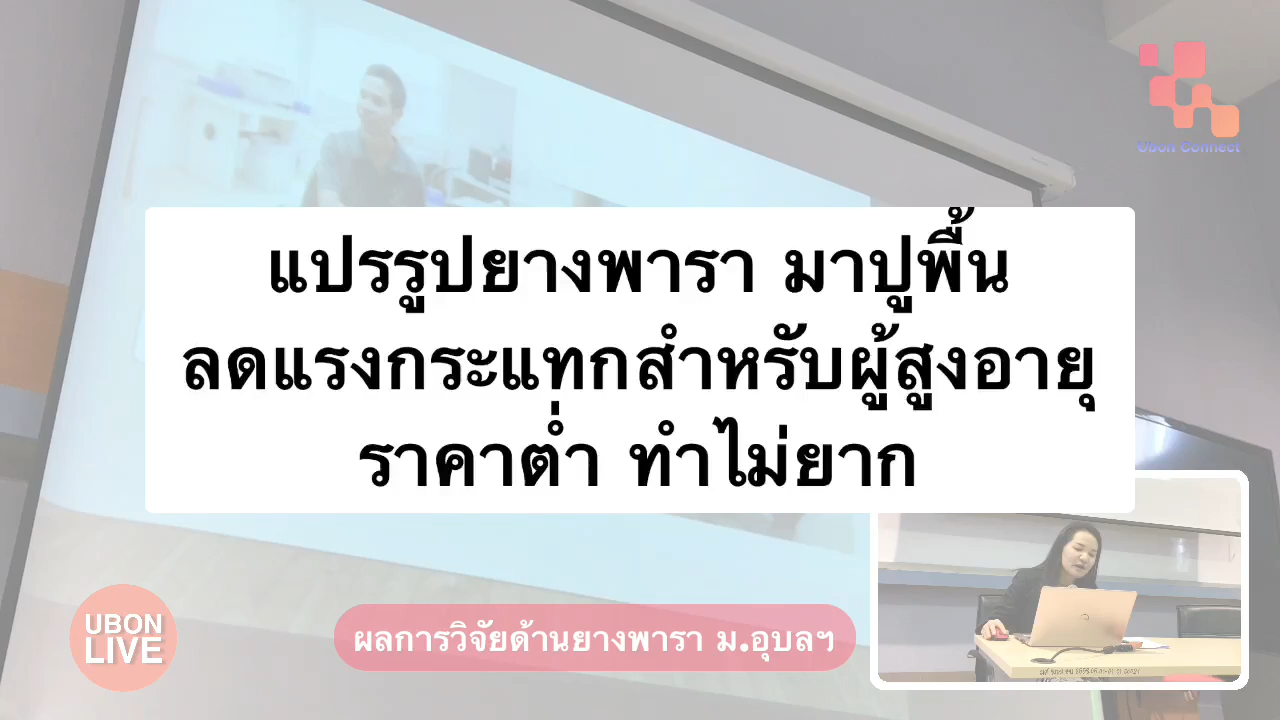 Ubon Connect
แปรรูปยางพารา มาปูพื้น
ลดแรงกระแทกสำหรับผู้สูงอายุ
ราคาต่ำ ทำไม่ยาก
UBON
LIVE
ผลการวิจัยด้านยางพารา ม.อุบลฯ